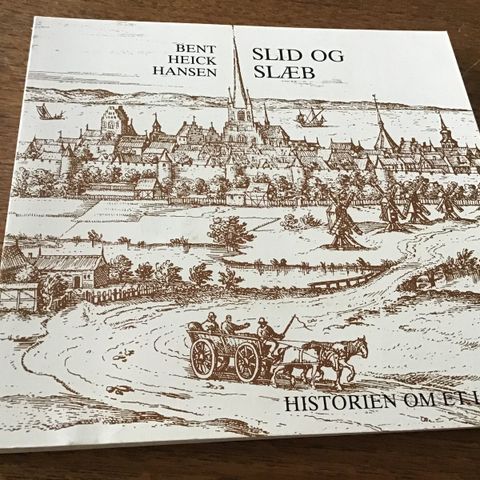 BENT
HEICK
HANSEN
SLID OG
SLÆB
HISTORIEN OM ET